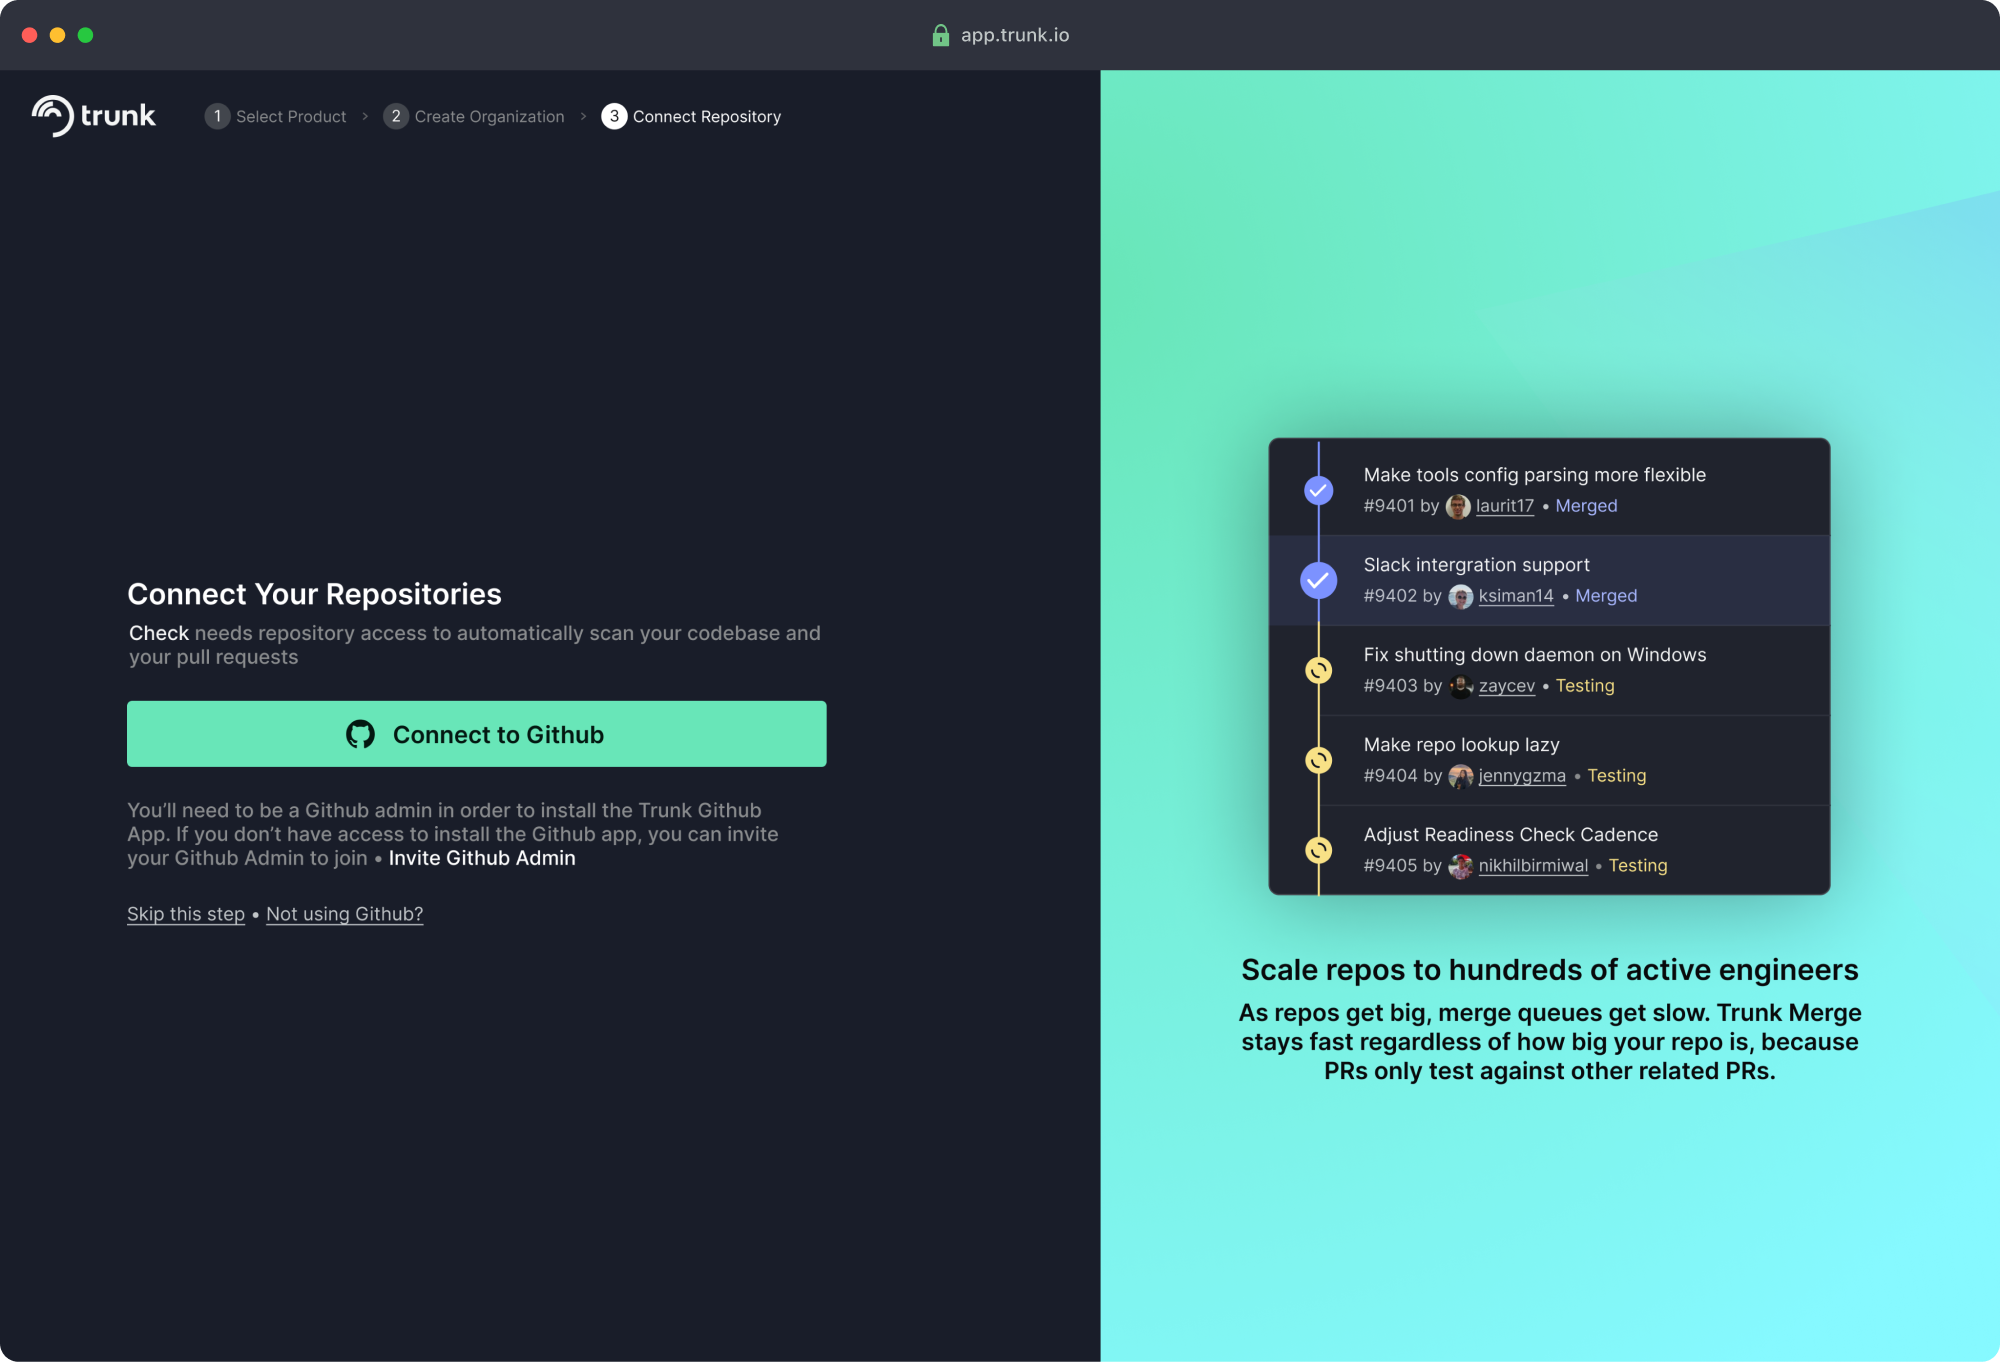 app.trunk.io
trunk
1 Select Product > 2 Create Organization > 3 Connect Repository
Connect Your Repositories
Check needs repository access to automatically scan your codebase and
your pull requests
Connect to Github
You’ll need to be a Github admin in order to install the Trunk Github
App. If you don’t have access to install the Github app, you can invite
your Github Admin to join • Invite Github Admin
Skip this step • Not using Github?
Make tools config parsing more flexible
#9401 by laurit17 • Merged
Slack intergration support
#9402 by ksiman14 • Merged
Fix shutting down daemon on Windows
#9403 by zaycev • Testing
Make repo lookup lazy
#9404 by jennygzma • Testing
Adjust Readiness Check Cadence
#9405 by nikhilbirmiwal • Testing
Scale repos to hundreds of active engineers
As repos get big, merge queues get slow. Trunk Merge
stays fast regardless of how big your repo is, because
PRs only test against other related PRs.